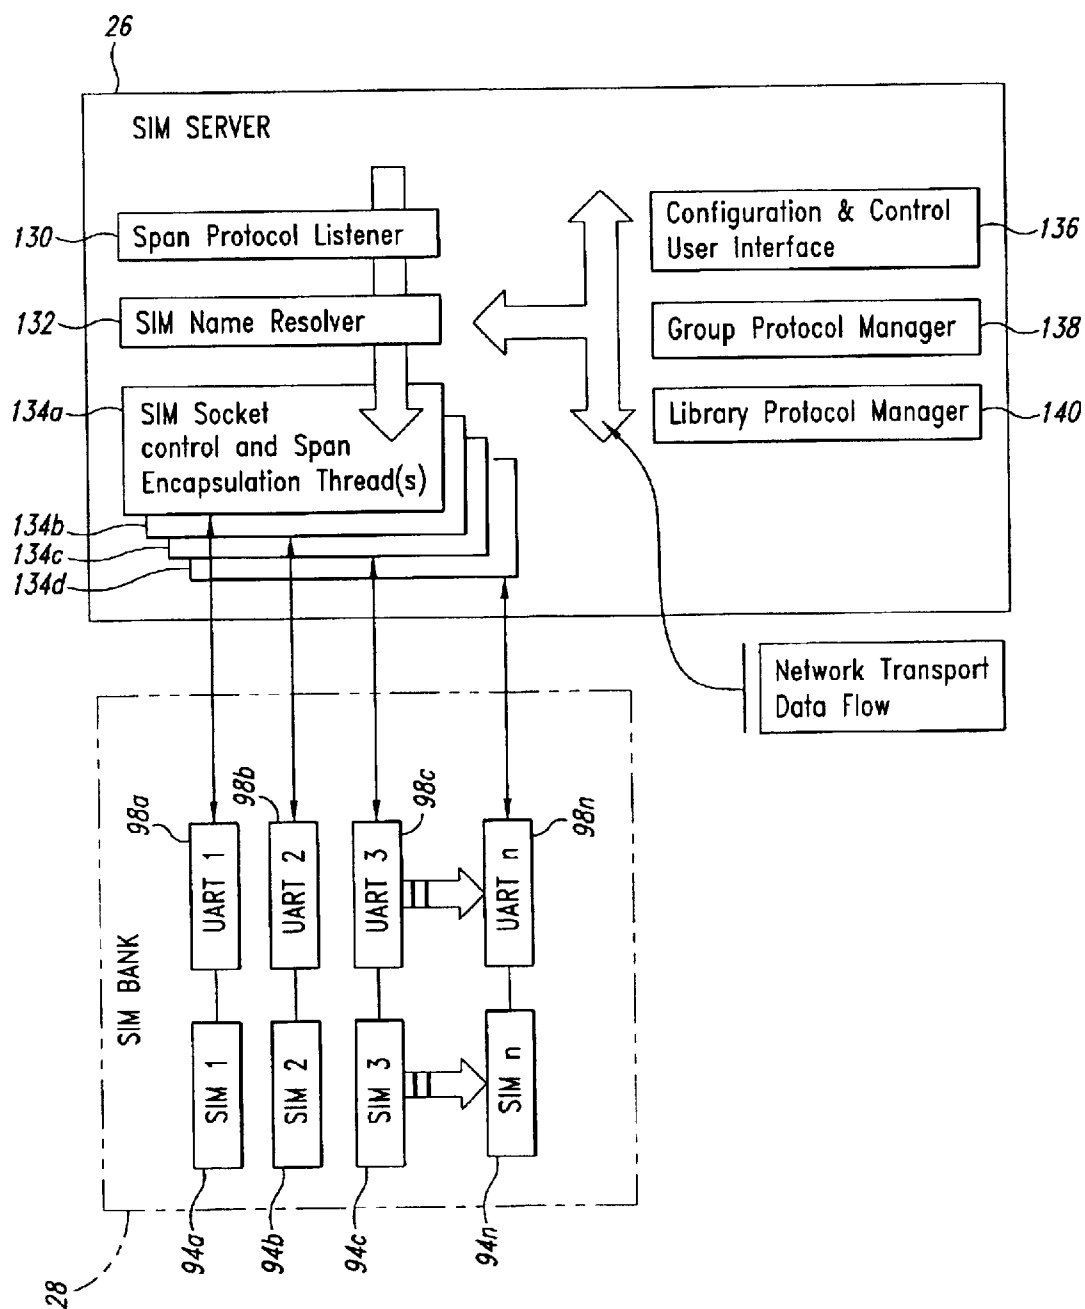 26
SIM SERVER
130
Span Protocol Listener
132
SIM Name Resolver
134a
SIM Socket
control and Span
Encapsulation Thread(s)
134b
134c
134d
Configuration & Control
User Interface
136
Group Protocol Manager
138
Library Protocol Manager
140
Network Transport
Data Flow
98a
98b
98c
98n
UART 1
UART 2
UART 3
UART n
SIM BANK
SIM 1
SIM 2
SIM 3
SIM n
94a
94b
94c
94n
28